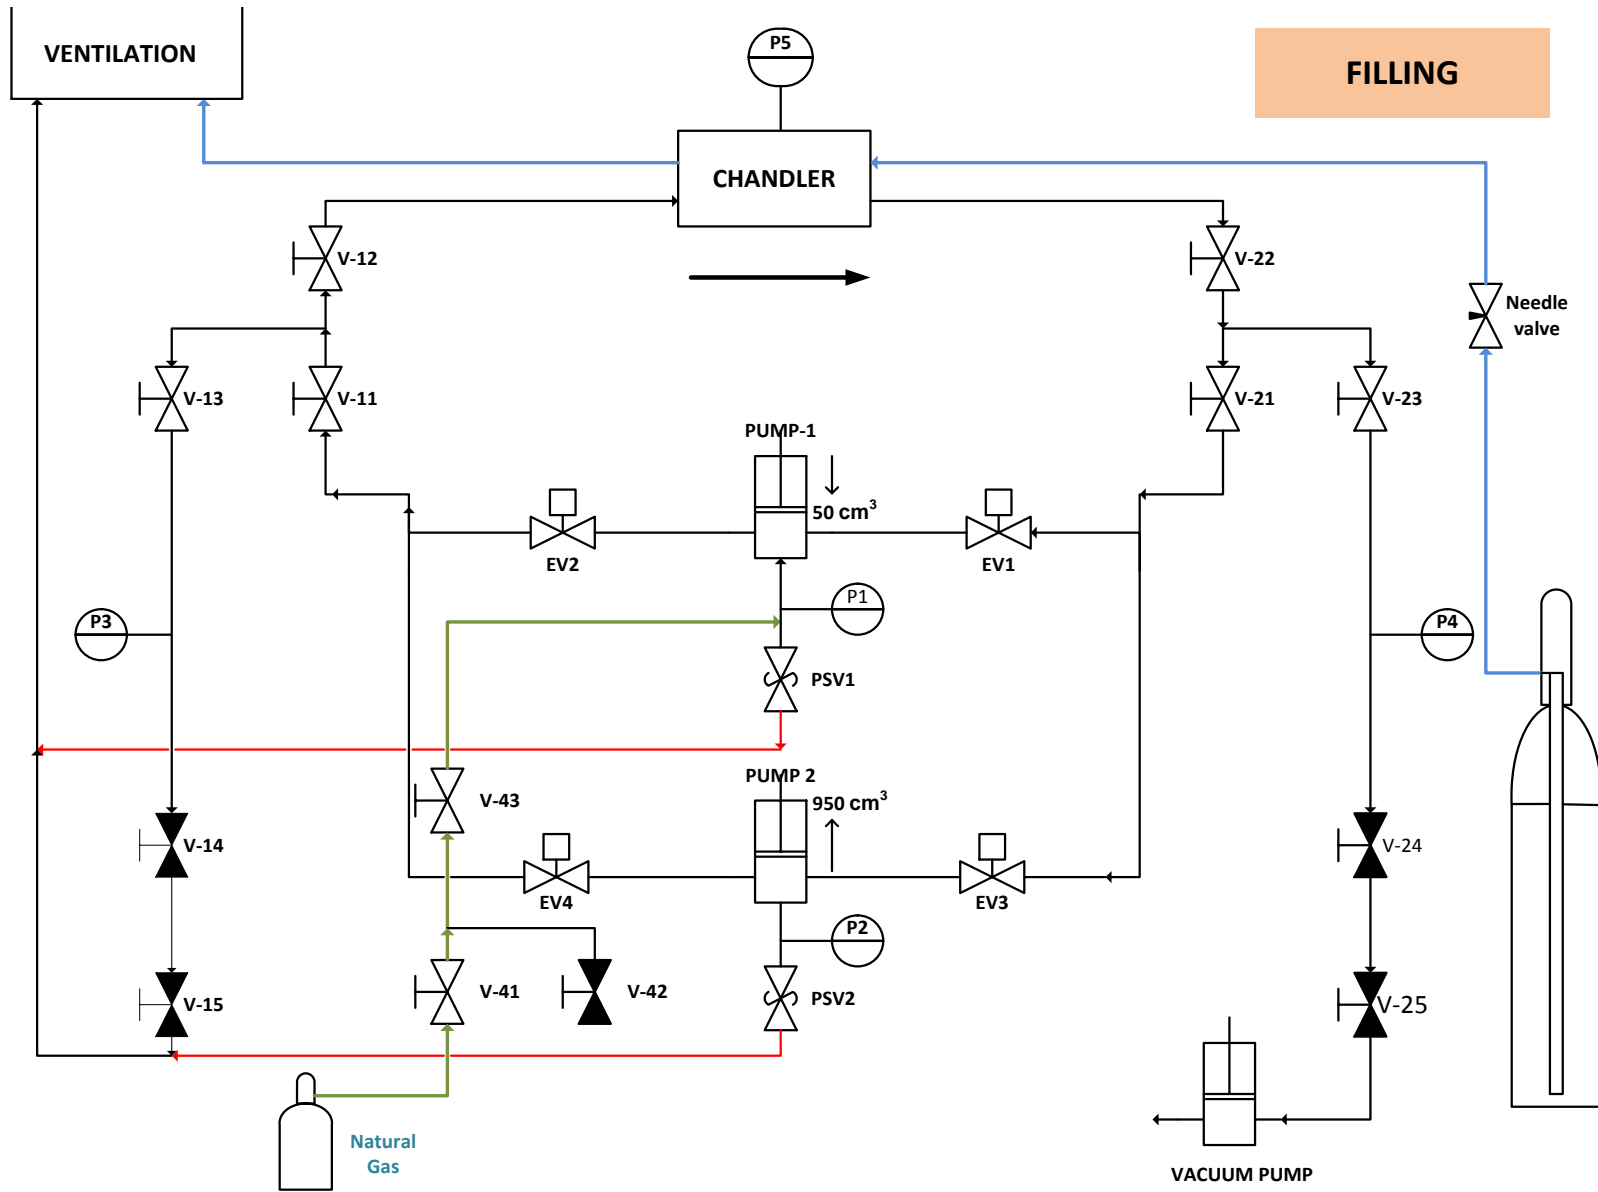 VENTILATION
P5
FILLING
CHANDLER
V-12
V-22
Needle
valve
V-13
V-11
V-21
V-23
PUMP-1
50 cm³
EV2
EV1
P1
P3
P4
PSV1
PUMP 2
950 cm³
V-43
V-14
V-24
EV4
EV3
P2
V-15
V-41
V-42
PSV2
V-25
Natural
Gas
VACUUM PUMP